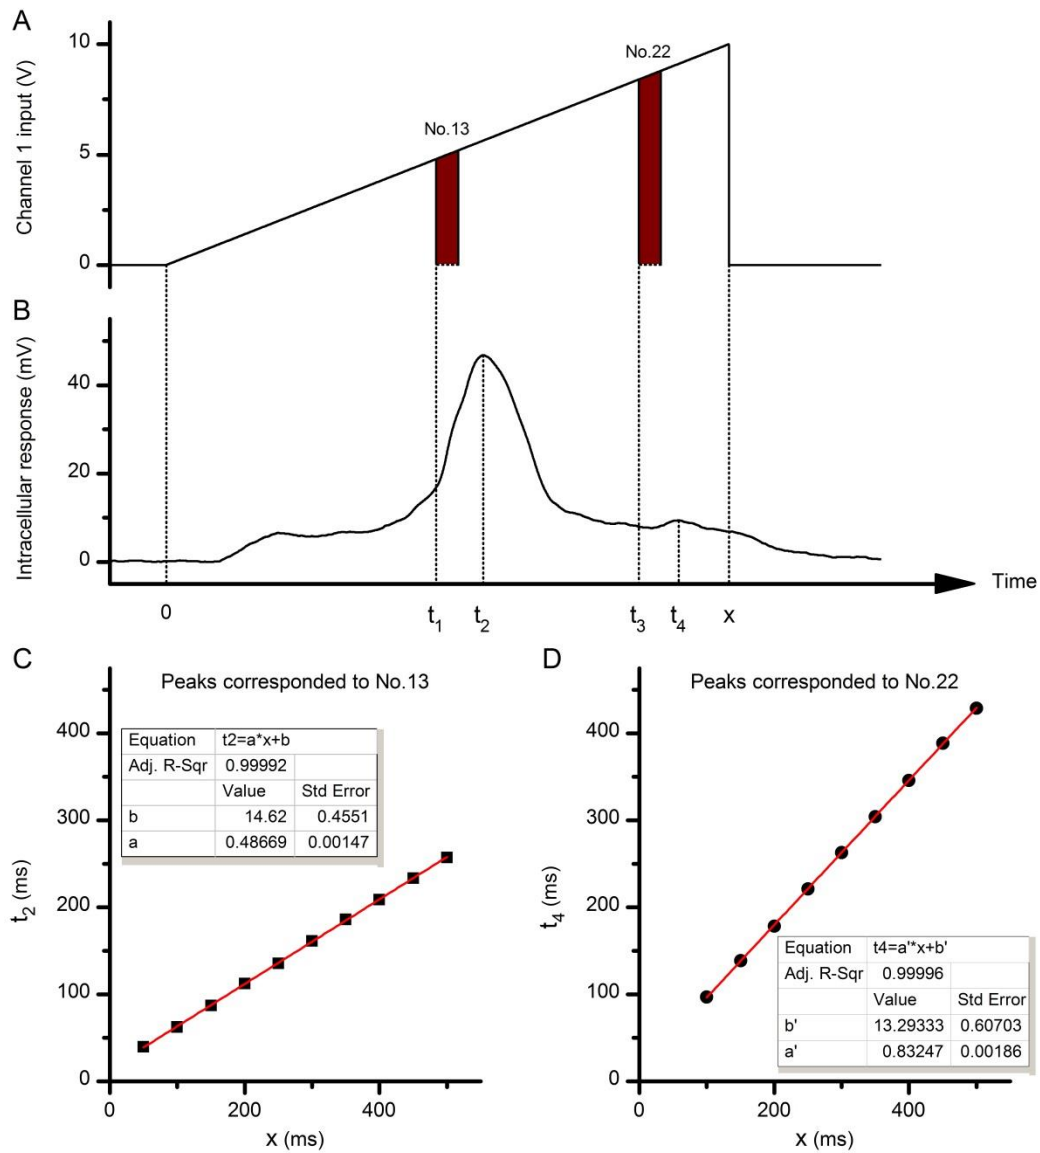 A
Channel 1 input (V)
10
5
0
No.13
No.22
B
Intracellular response (mV)
40
20
0
Time
0
t1
t2
t3
t4
x
C
Peaks corresponded to No.13
t2 (ms)
400
300
200
100
0
Equation t2=a*x+b
Adj. R-Sqr 0.99992
Value Std Error
b 14.62 0.4551
a 0.48669 0.00147
0 200 400
x (ms)
D
Peaks corresponded to No.22
t4 (ms)
400
300
200
100
0
Equation t4=a'*x+b'
Adj. R-Sqr 0.99996
Value Std Error
b' 13.29333 0.60703
a' 0.83247 0.00186
0 200 400
x (ms)